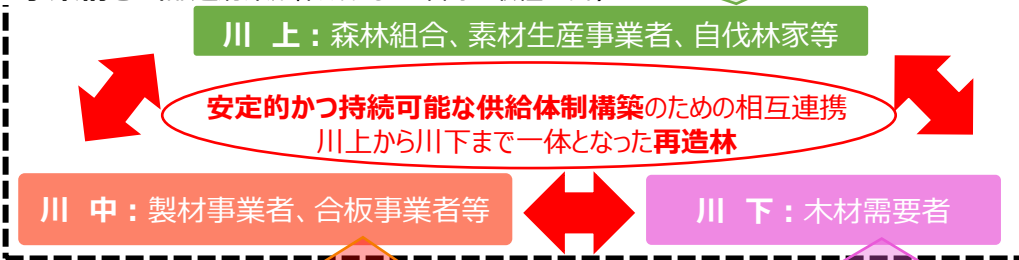 川 上：森林組合、素材生産事業者、自伐林家等
安定的かつ持続可能な供給体制構築のための相互連携
川上から川下まで一体となった再造林
川 中：製材事業者、合板事業者等
川 下：木材需要者